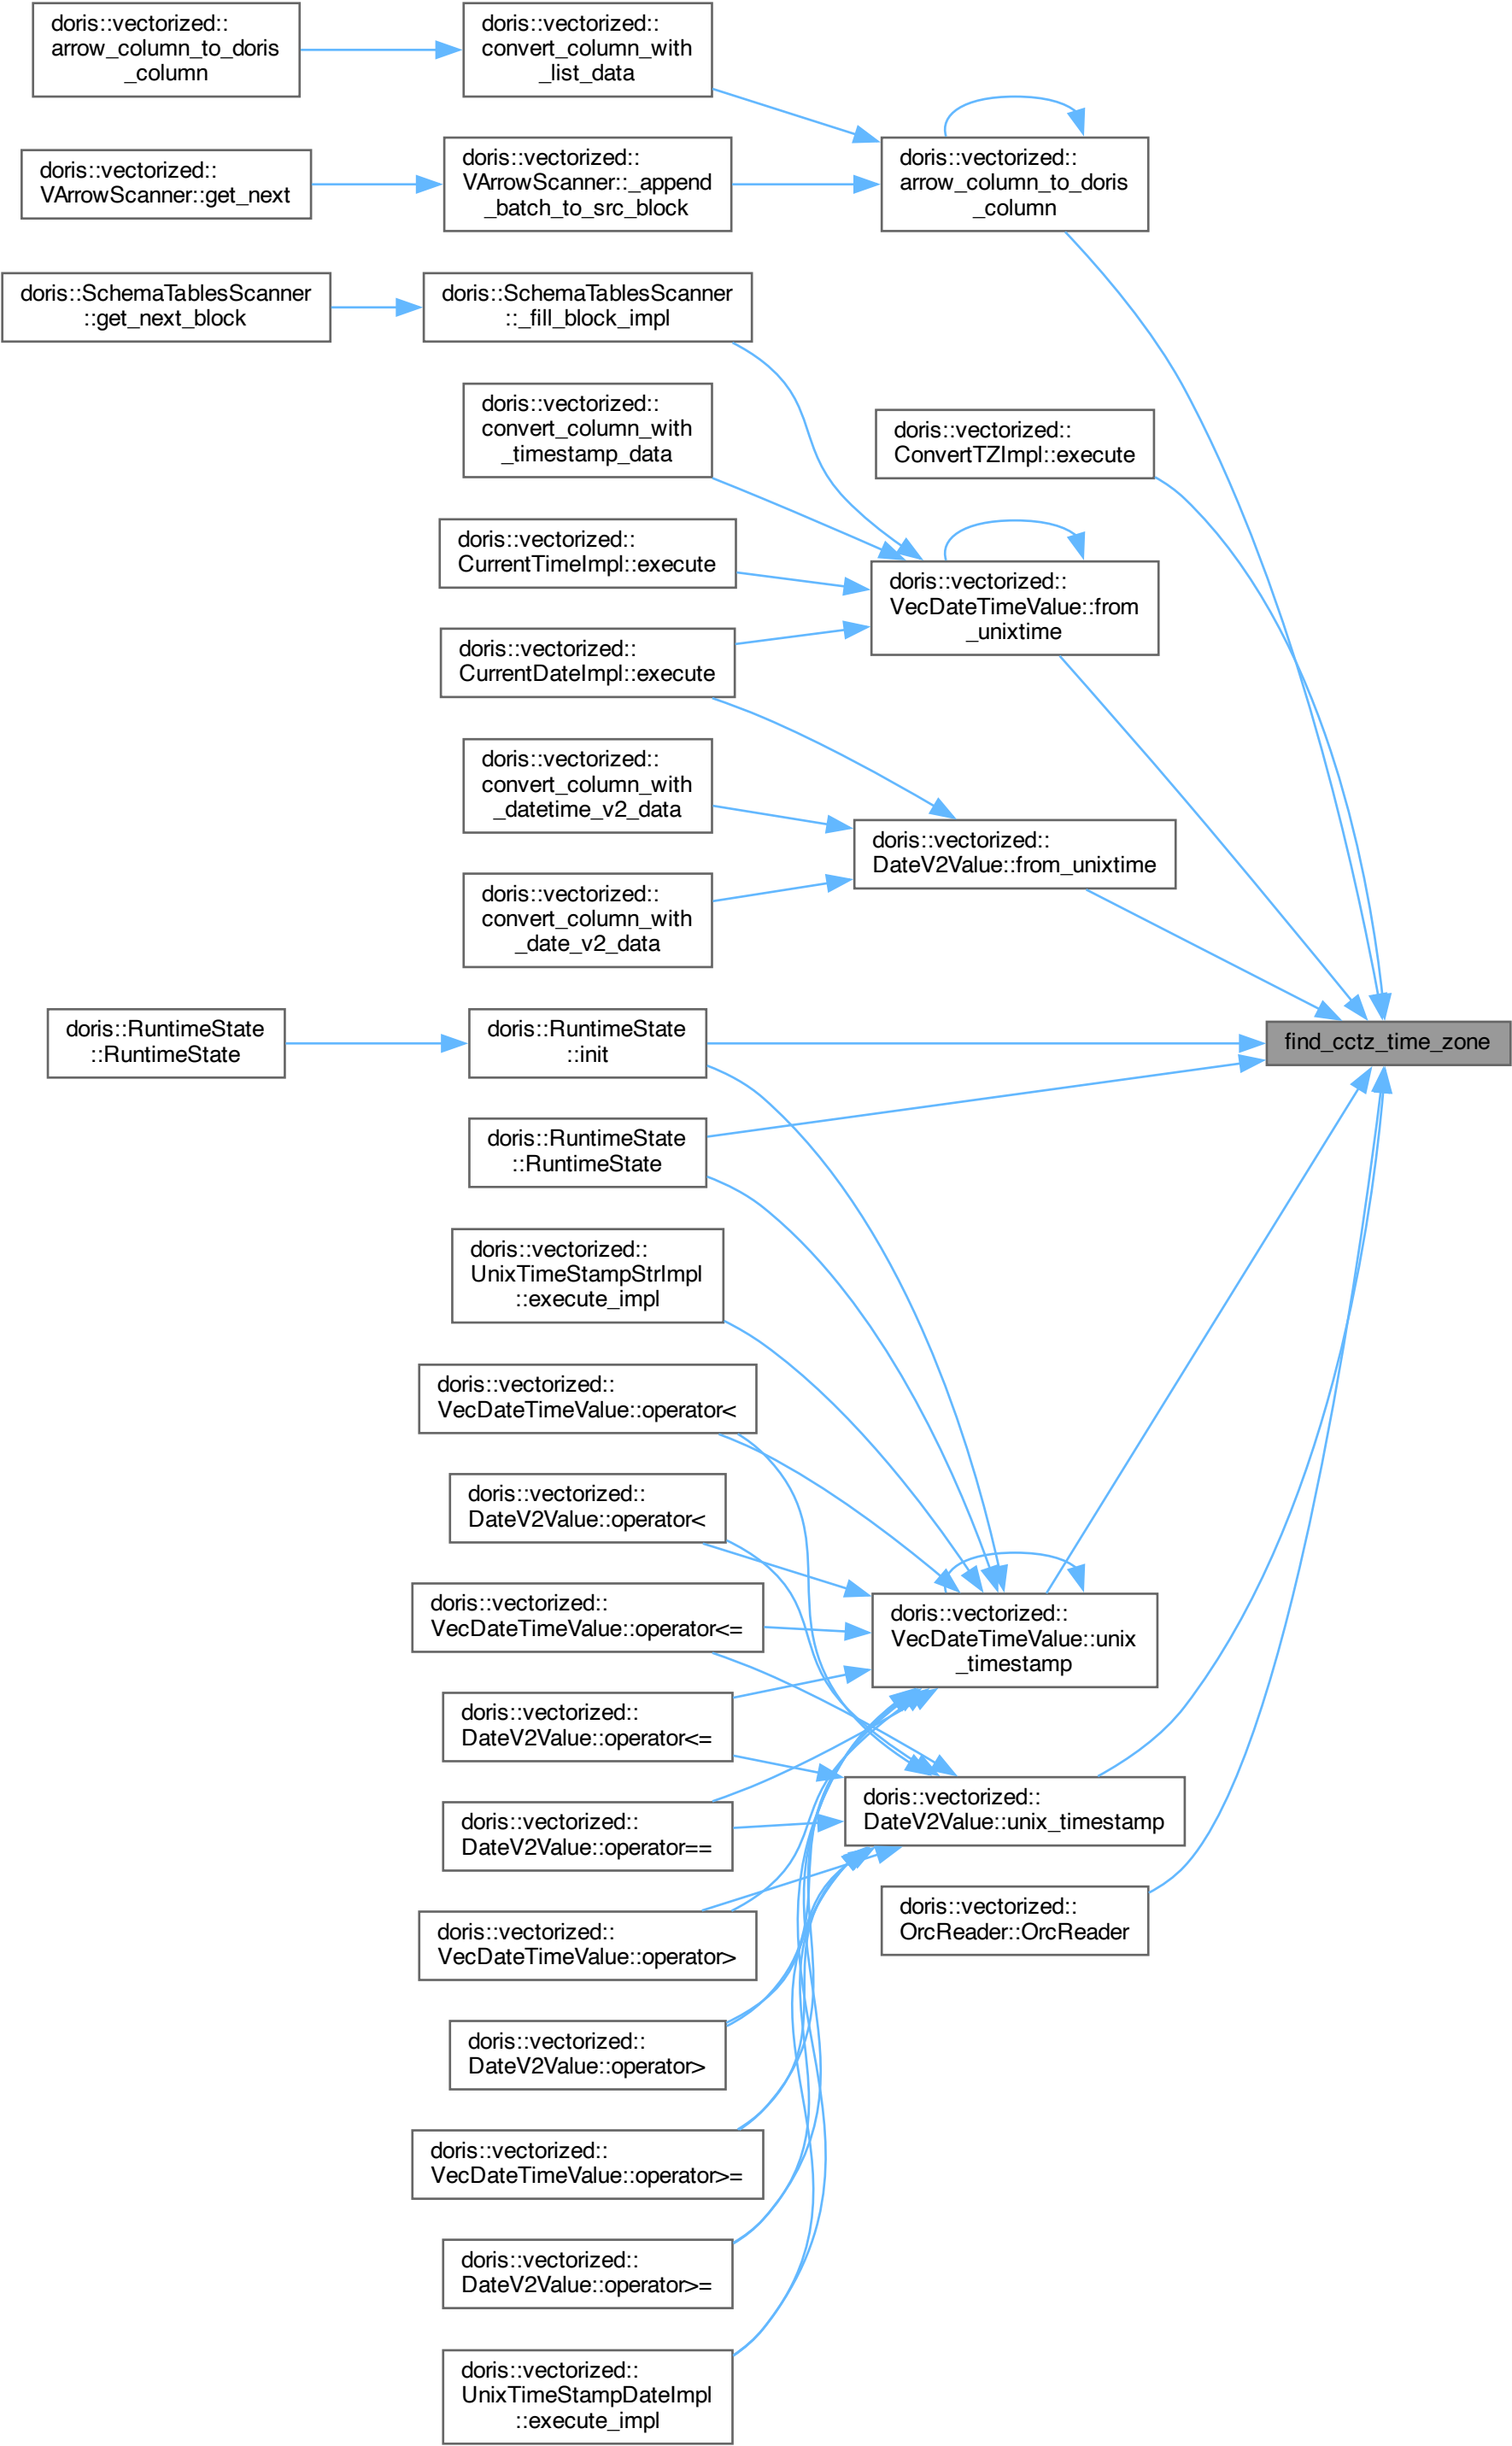 doris::vectorized::
arrow_column_to_doris
_column
doris::vectorized::
convert_column_with
_list_data
doris::vectorized::
VArrowScanner::get_next
doris::vectorized::
VArrowScanner::_append
_batch_to_src_block
doris::vectorized::
arrow_column_to_doris
_column
doris::SchemaTablesScanner
::get_next_block
doris::SchemaTablesScanner
::_fill_block_impl
doris::vectorized::
convert_column_with
_timestamp_data
doris::vectorized::
ConvertTZImpl::execute
doris::vectorized::
CurrentTimeImpl::execute
doris::vectorized::
VecDateTimeValue::from
_unixtime
doris::vectorized::
CurrentDateImpl::execute
doris::vectorized::
convert_column_with
_datetime_v2_data
doris::vectorized::
DateV2Value::from_unixtime
doris::vectorized::
convert_column_with
_date_v2_data
doris::RuntimeState
::RuntimeState
doris::RuntimeState
::init
find_cctz_time_zone
doris::RuntimeState
::RuntimeState
doris::vectorized::
UnixTimeStampStrImpl
::execute_impl
doris::vectorized::
VecDateTimeValue::operator<
doris::vectorized::
DateV2Value::operator<
doris::vectorized::
VecDateTimeValue::operator<=
doris::vectorized::
VecDateTimeValue::unix
_timestamp
doris::vectorized::
DateV2Value::operator<=
doris::vectorized::
DateV2Value::unix_timestamp
doris::vectorized::
DateV2Value::operator==
doris::vectorized::
OrcReader::OrcReader
doris::vectorized::
VecDateTimeValue::operator>
doris::vectorized::
DateV2Value::operator>
doris::vectorized::
VecDateTimeValue::operator>=
doris::vectorized::
DateV2Value::operator>=
doris::vectorized::
UnixTimeStampDateImpl
::execute_impl